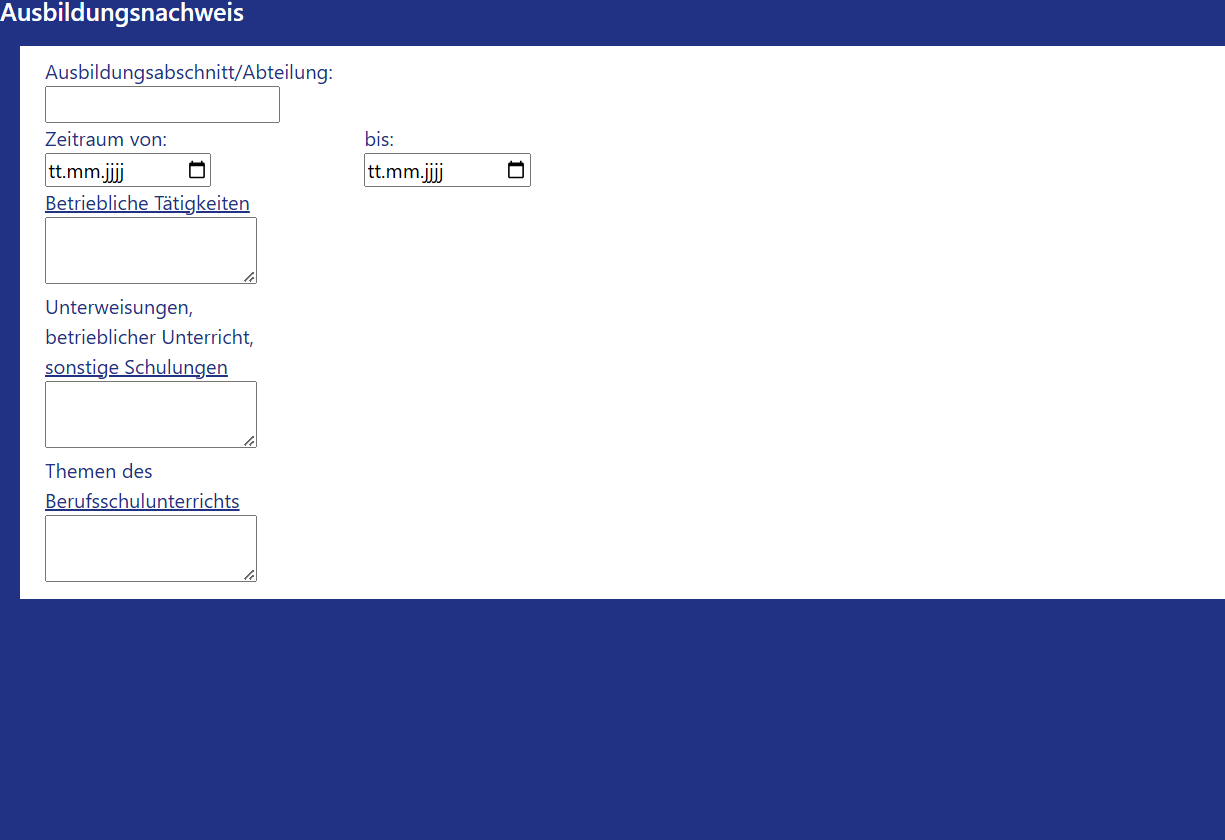 Ausbildungsnachweis
Ausbildungsabschnitt/Abteilung:
Zeitraum von: bis:
tt.mm.jjjj tt.mm.jjjj
Betriebliche Tätigkeiten
Unterweisungen,
betrieblicher Unterricht,
sonstige Schulungen
Themen des
Berufsschulunterrichts